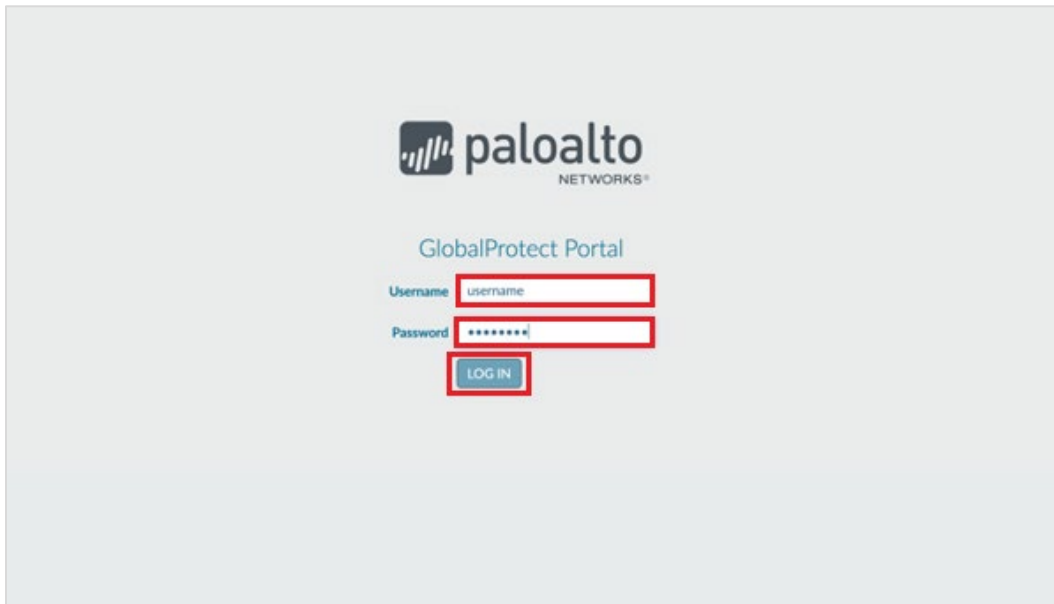 paloalto
NETWORKS®
GlobalProtect Portal
Username username
Password ••••••••
LOG IN